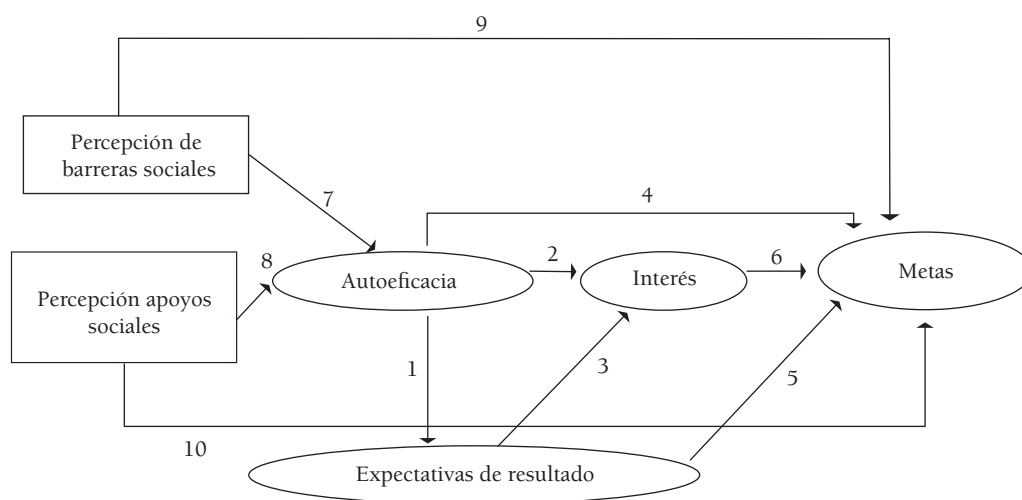 9
Percepción de
barreras sociales
7
4
8
Autoeficacia
2
Interés
6
Metas
Percepción apoyos
sociales
1
3
5
10
Expectativas de resultado